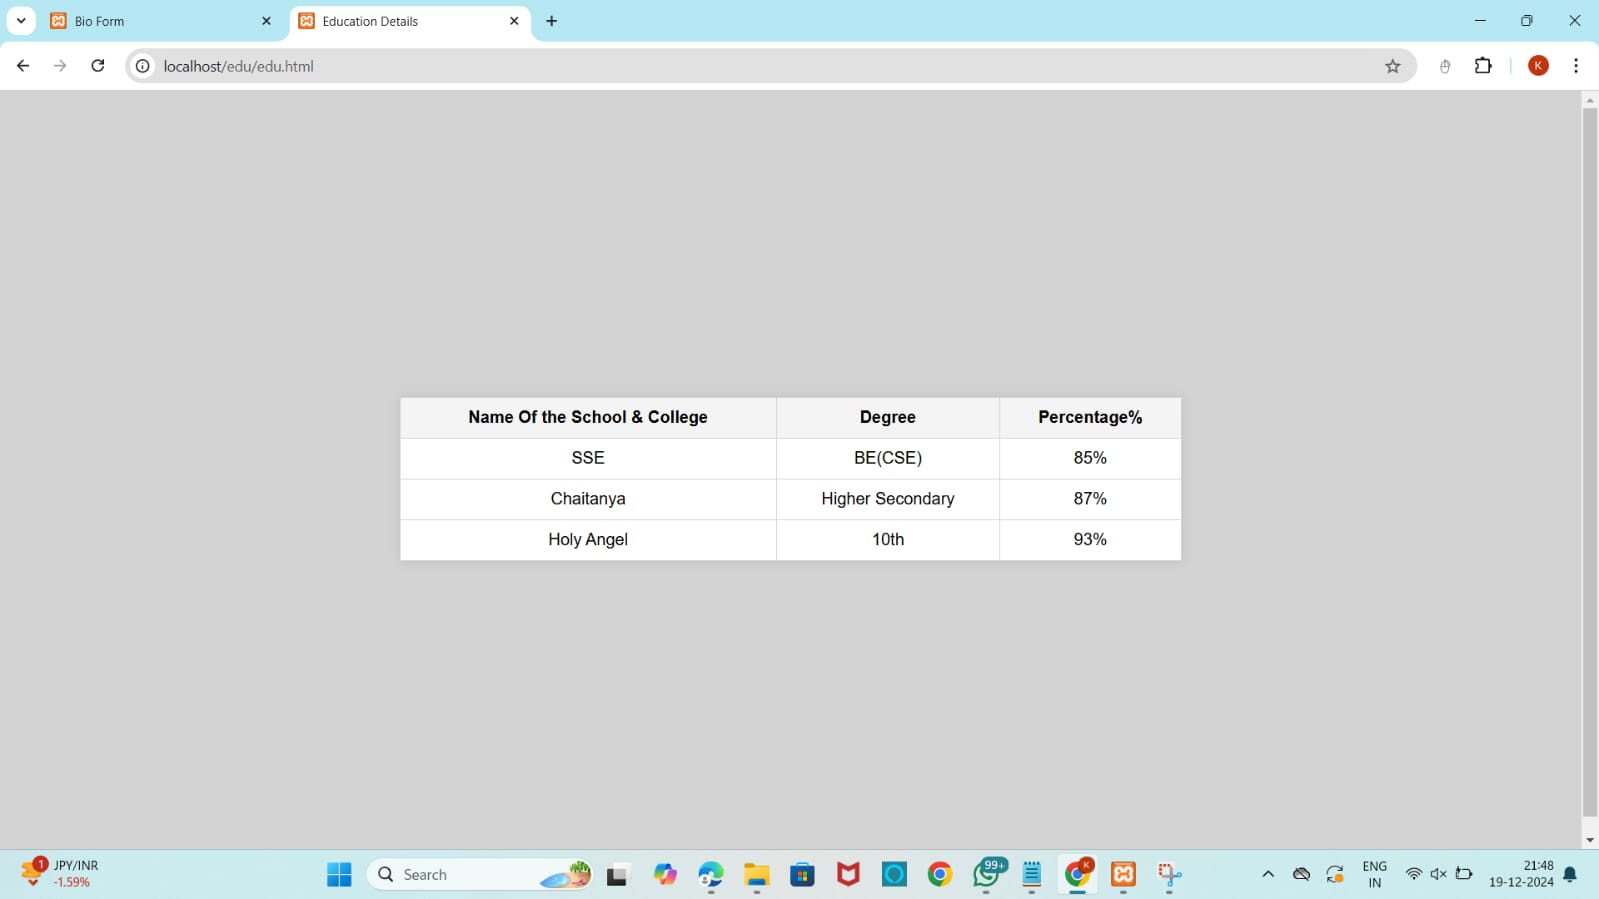 Bio Form
Education Details
localhost/edu/edu.html
K
Name Of the School & College Degree Percentage%
SSE BE(CSE) 85%
Chaitanya Higher Secondary 87%
Holy Angel 10th 93%
1 JPY/INR
-1.59%
Search
99+
K
ENG
IN
21:48
19-12-2024